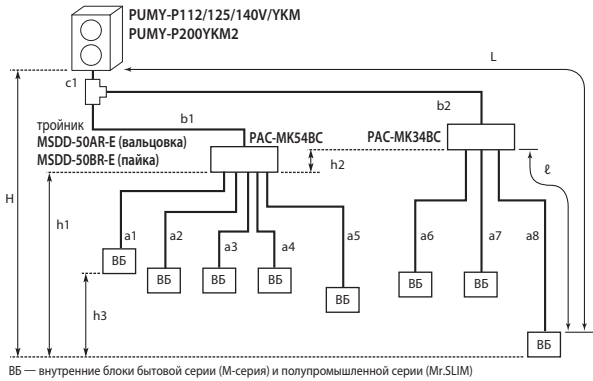 PUMY-P112/125/140V/YKM
PUMY-P200YKM2
L
c1
b2
b1
тройник
MSDD-50AR-E (вальцовка)
MSDD-50BR-E (пайка)
PAC-MK54BC
PAC-MK34BC
h2
ℓ
H
h1
a1
a2
a3
a4
a5
a6
a7
a8
ВБ
ВБ
ВБ
ВБ
ВБ
ВБ
ВБ
ВБ
h3
ВБ — внутренние блоки бытовой серии (М-серия) и полупромышленной серии (Mr.SLIM)